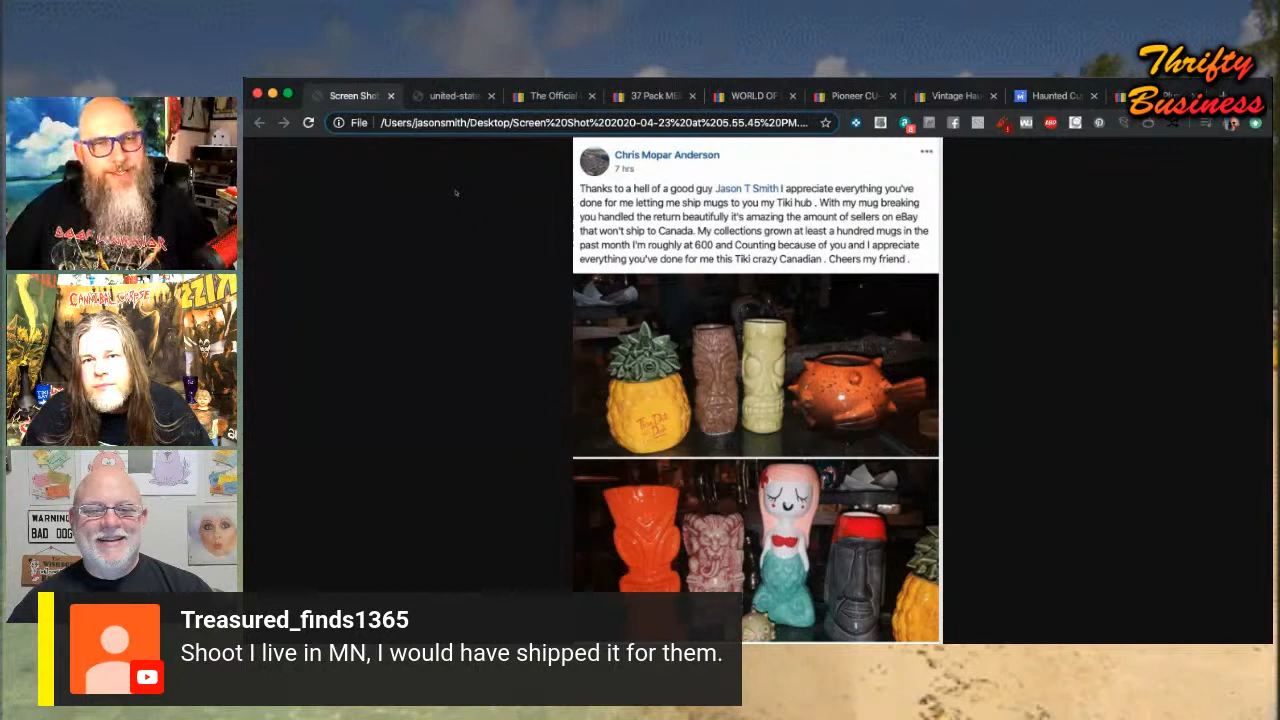 Thrifty
Business
Screen Shot
united-state
The Official
37 Pack ME
WORLD OF
Pioneer CU-
Vintage Hau
Haunted Cu
File
/Users/jasonsmith/Desktop/Screen%20Shot%202020-04-23%20at%205.55.45%20PM....
Chris Mopar Anderson
7 hrs
Thanks to a hell of a good guy Jason T Smith I appreciate everything you've
done for me letting me ship mugs to you my Tiki hub . With my mug breaking
you handled the return beautifully it's amazing the amount of sellers on eBay
that won't ship to Canada. My collections grown at least a hundred mugs in the
past month I'm roughly at 600 and Counting because of you and I appreciate
everything you've done for me this Tiki crazy Canadian . Cheers my friend .
CANNIBAL CORPSE
WARNING
BAD DOG
Treasured_finds1365
Shoot I live in MN, I would have shipped it for them.